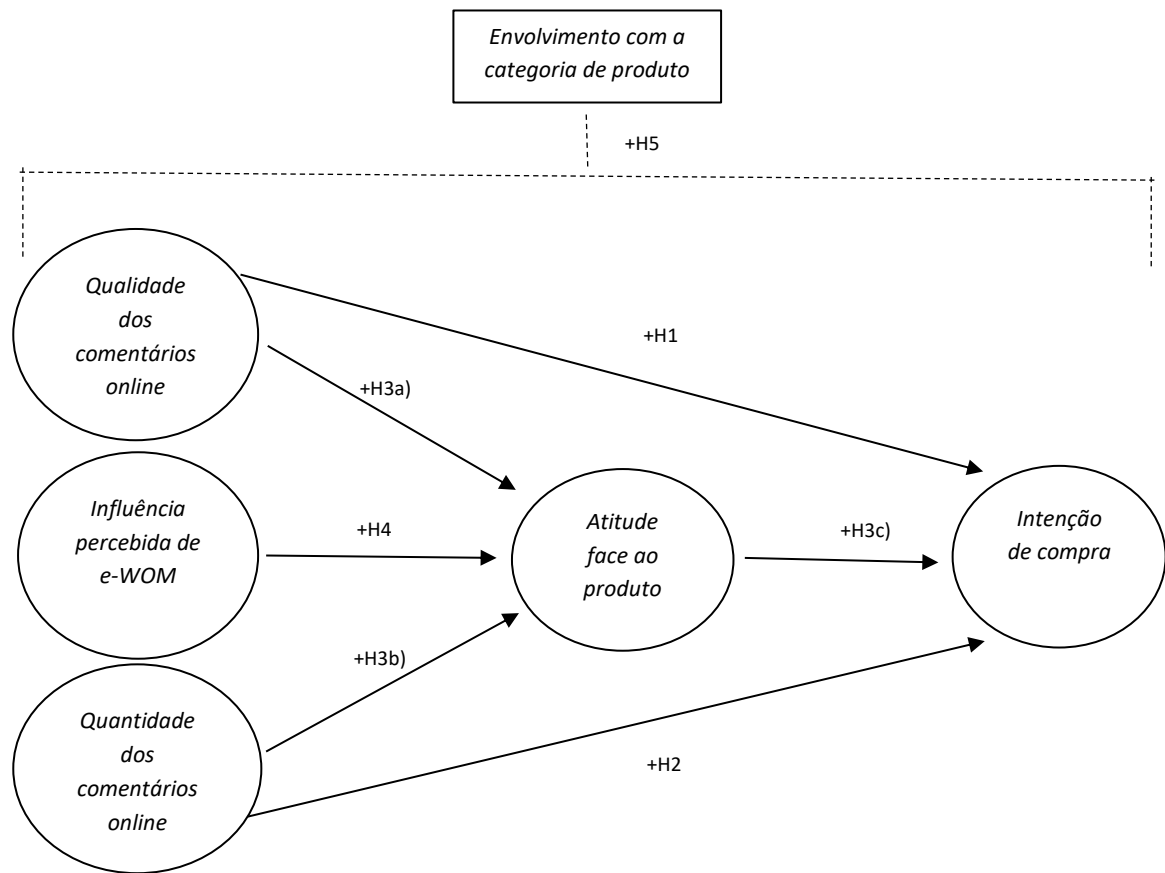 Envolvimento com a
categoria de produto
+H5
Qualidade
dos
comentários
online
+H1
+H3a)
Influência
percebida de
e-WOM
+H4
Atitude
face ao
produto
+H3c)
Intenção
de compra
+H3b)
Quantidade
dos
comentários
online
+H2